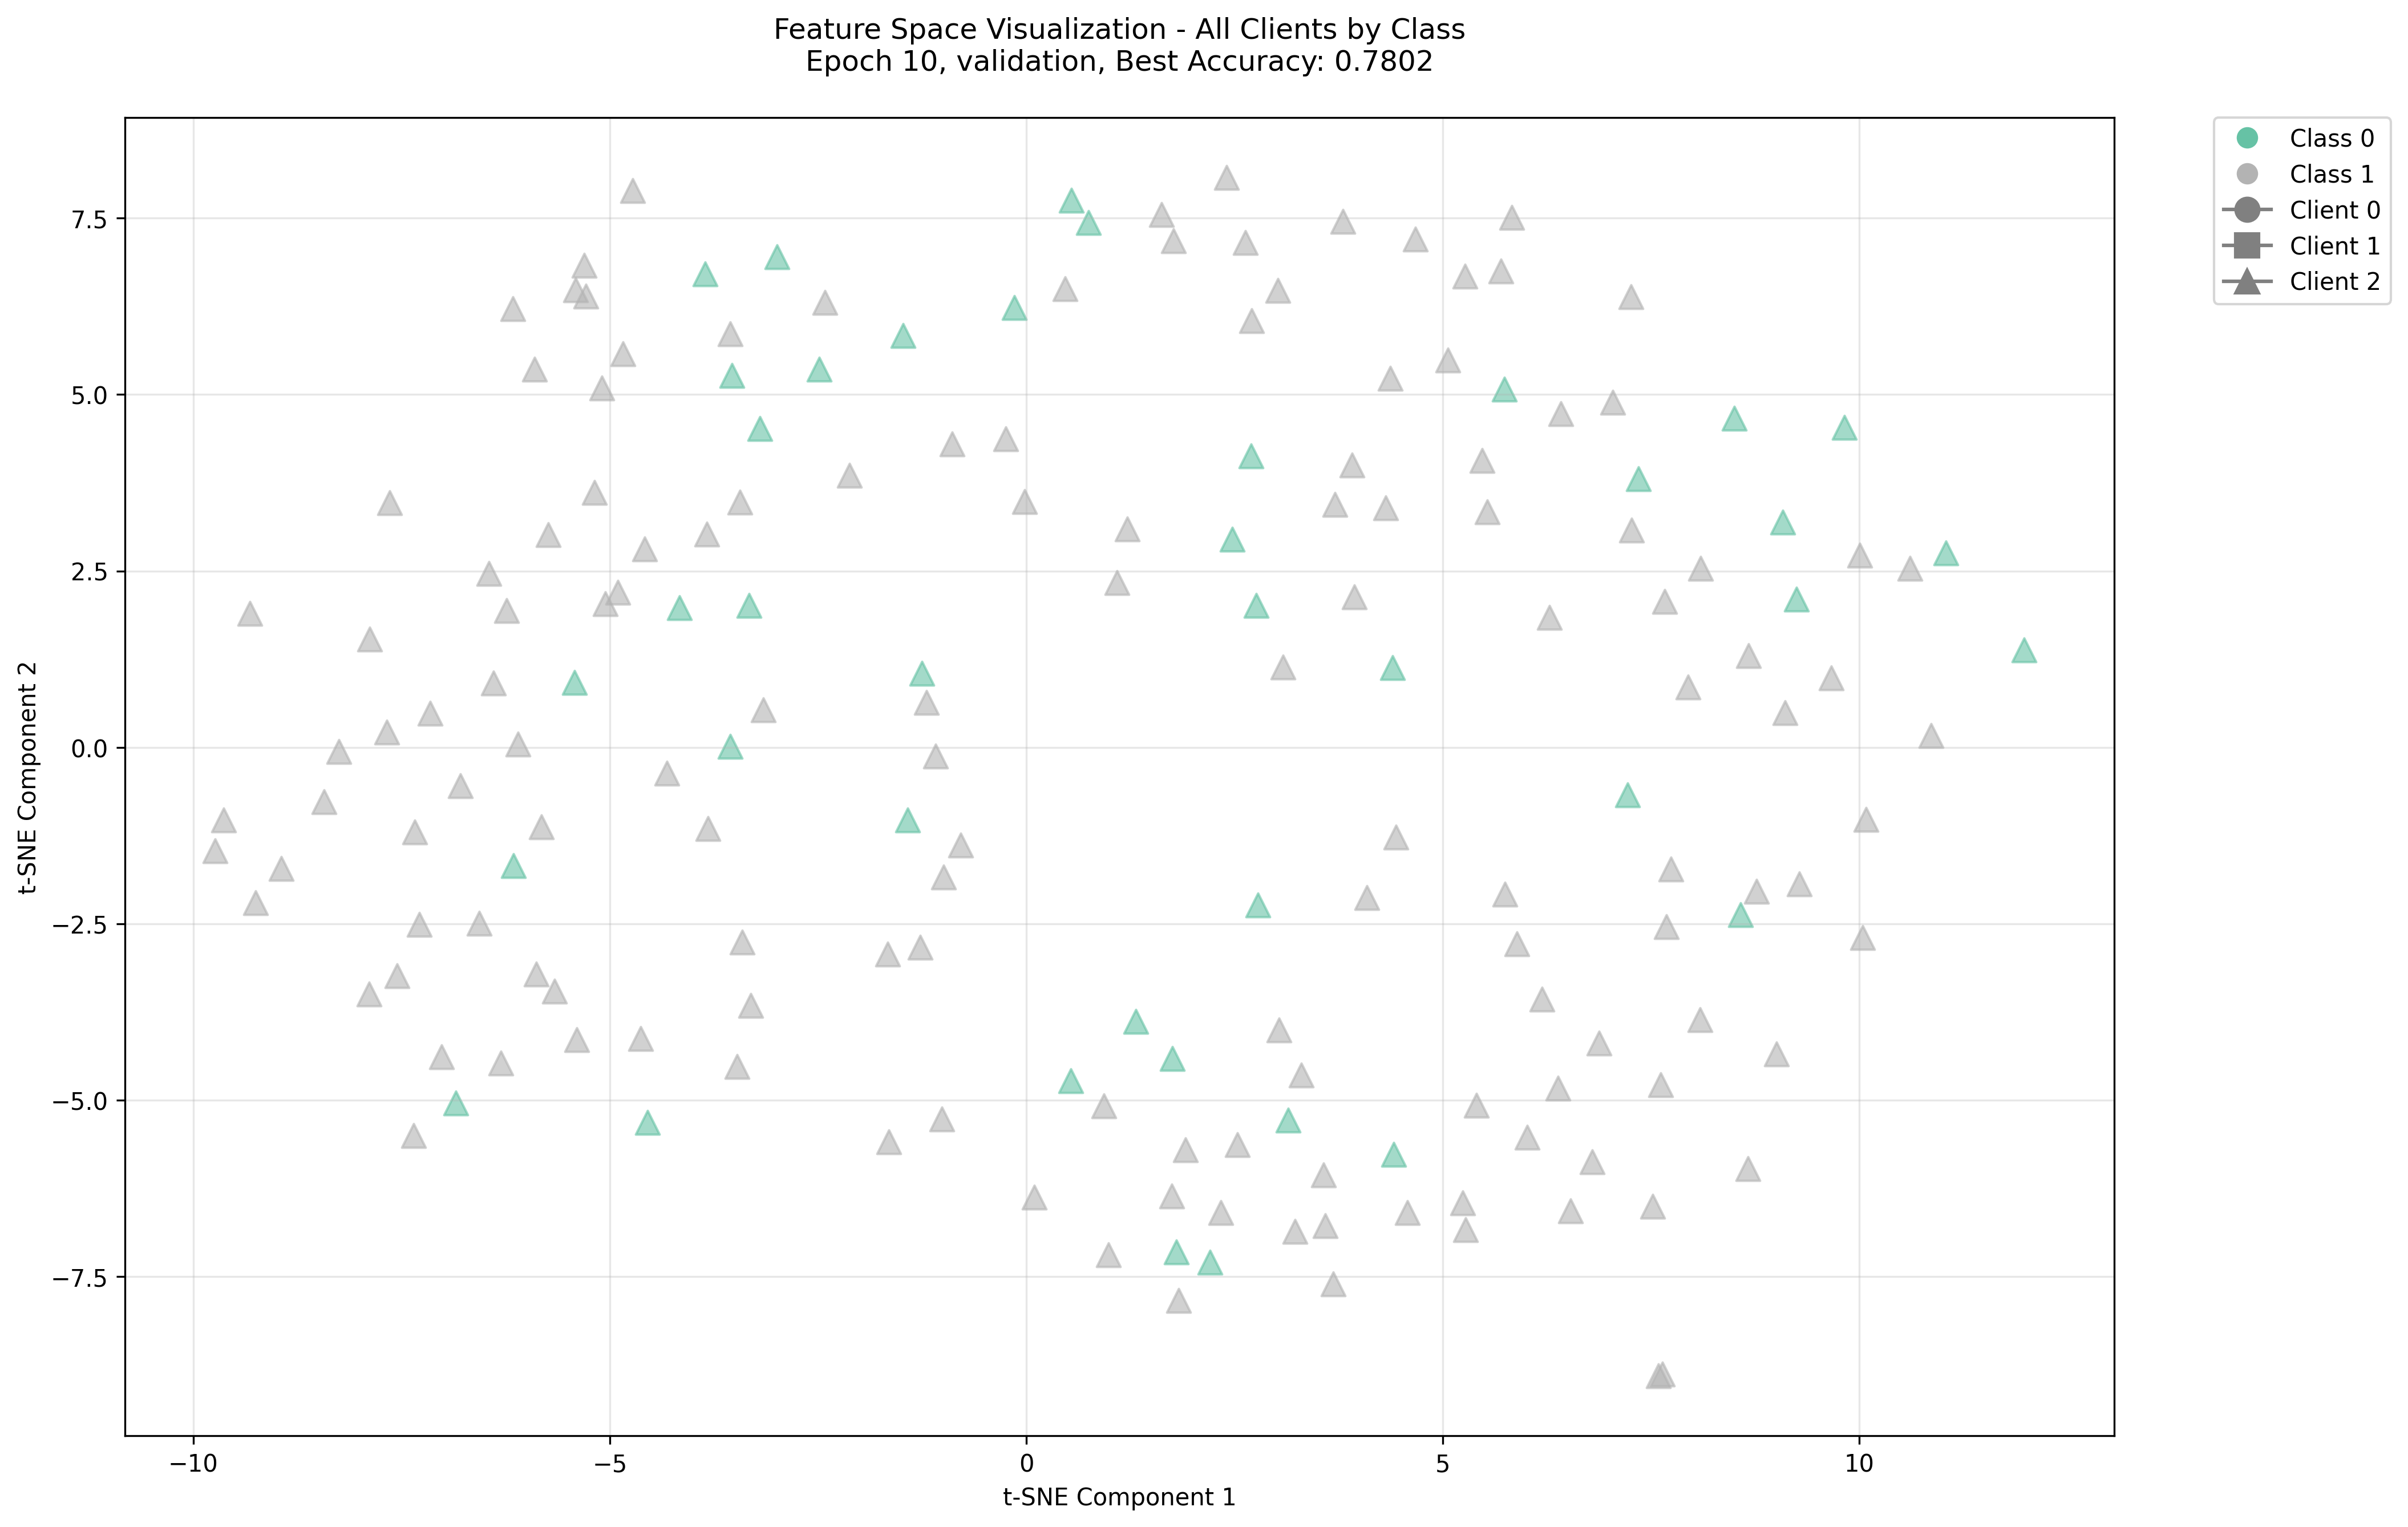 Feature Space Visualization - All Clients by Class
Epoch 10, validation, Best Accuracy: 0.7802
Class 0
Class 1
Client 0
Client 1
Client 2
7.5
5.0
2.5
0.0
−2.5
−5.0
−7.5
t-SNE Component 2
−10
−5
0
5
10
t-SNE Component 1